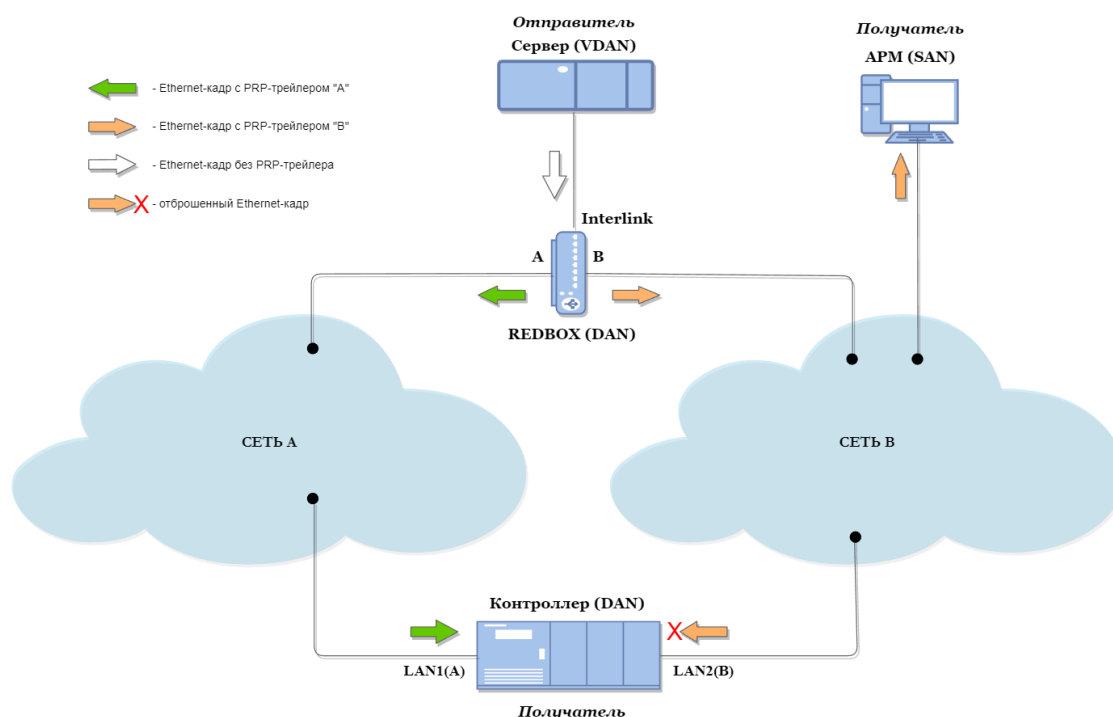 Отправитель
Сервер (VDAN)
Получатель
АРМ (SAN)
- Ethernet-кадр с PRP-трейлером "A"
- Ethernet-кадр с PRP-трейлером "B"
- Ethernet-кадр без PRP-трейлера
X - отброшенный Ethernet-кадр
Interlink
A
B
REDBOX (DAN)
СЕТЬ А
СЕТЬ В
Контроллер (DAN)
X
LAN1(A)
LAN2(B)
Получатель